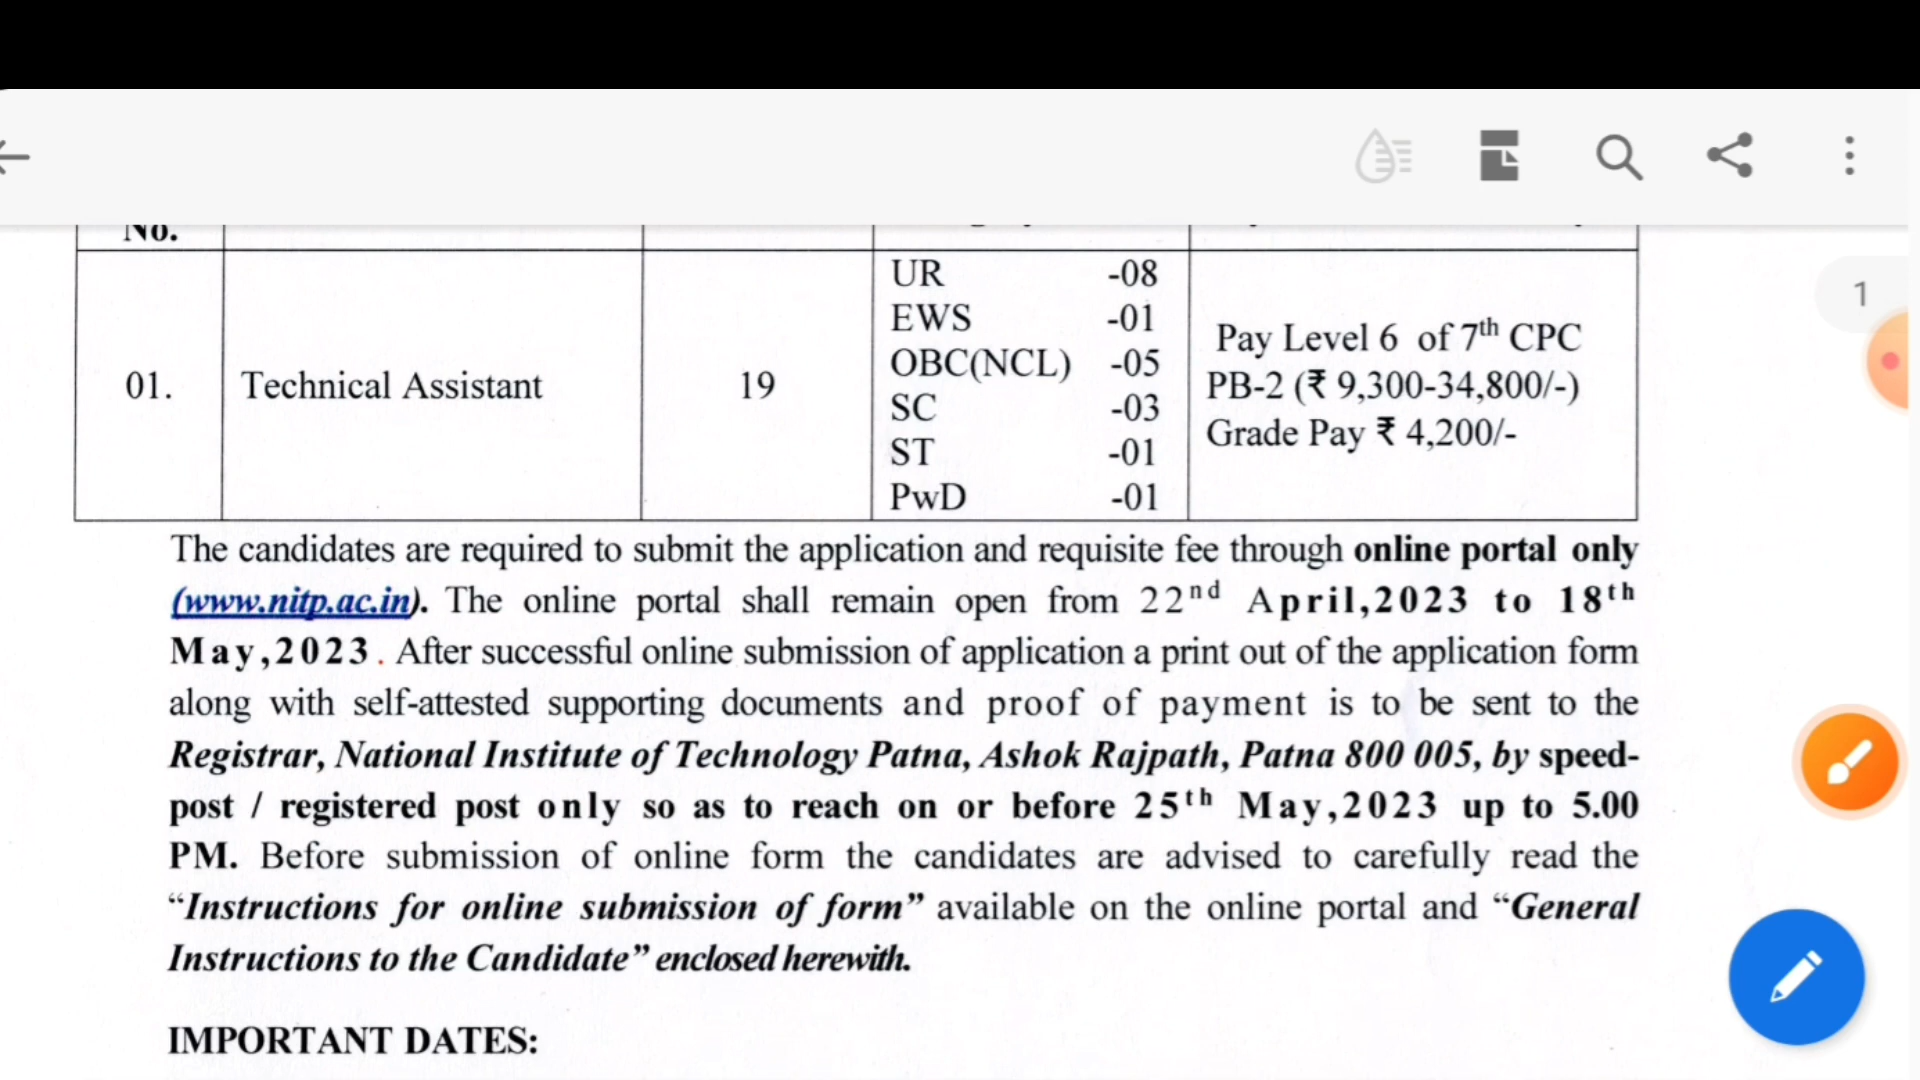 1
No.
01. Technical Assistant 19
UR -08
EWS -01
OBC(NCL) -05
SC -03
ST -01
PwD -01
Pay Level 6 of 7th CPC
PB-2 (₹ 9,300-34,800/-)
Grade Pay ₹ 4,200/-
The candidates are required to submit the application and requisite fee through online portal only
(www.nitp.ac.in). The online portal shall remain open from 22nd April,2023 to 18th
May,2023. After successful online submission of application a print out of the application form
along with self-attested supporting documents and proof of payment is to be sent to the
Registrar, National Institute of Technology Patna, Ashok Rajpath, Patna 800 005, by speed-
post / registered post only so as to reach on or before 25th May,2023 up to 5.00
PM. Before submission of online form the candidates are advised to carefully read the
“Instructions for online submission of form” available on the online portal and “General
Instructions to the Candidate” enclosed herewith.
IMPORTANT DATES: